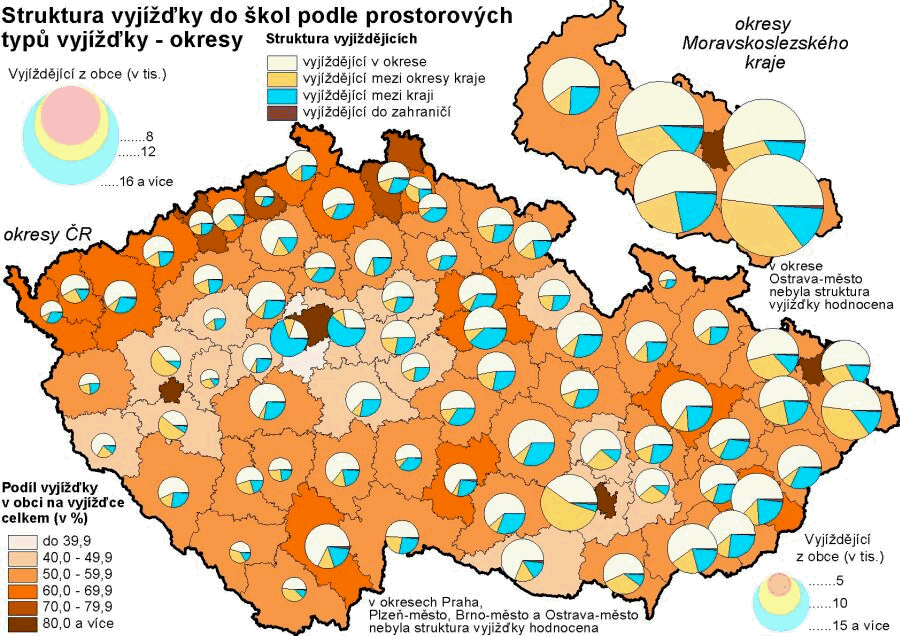 Struktura vyjížďky do škol podle prostorových
typů vyjížďky - okresy
Struktura vyjíždějících
vyjíždějící v okrese
vyjíždějící mezi okresy kraje
vyjíždějící mezi kraji
vyjíždějící do zahraničí
Vyjíždějící z obce (v tis.)
8
12
16 a více
okresy
Moravskoslezského
kraje
okresy ČR
v okrese
Ostrava-město
nebyla struktura
vyjížďky hodnocena
Podíl vyjížďky
v obci na vyjížďce
celkem (v %)
do 39,9
40,0 - 49,9
50,0 - 59,9
60,0 - 69,9
70,0 - 79,9
80,0 a více
v okresech Praha,
Plzeň-město, Brno-město a Ostrava-město
nebyla struktura vyjížďky hodnocena
Vyjíždějící
z obce (v tis.)
5
10
15 a více